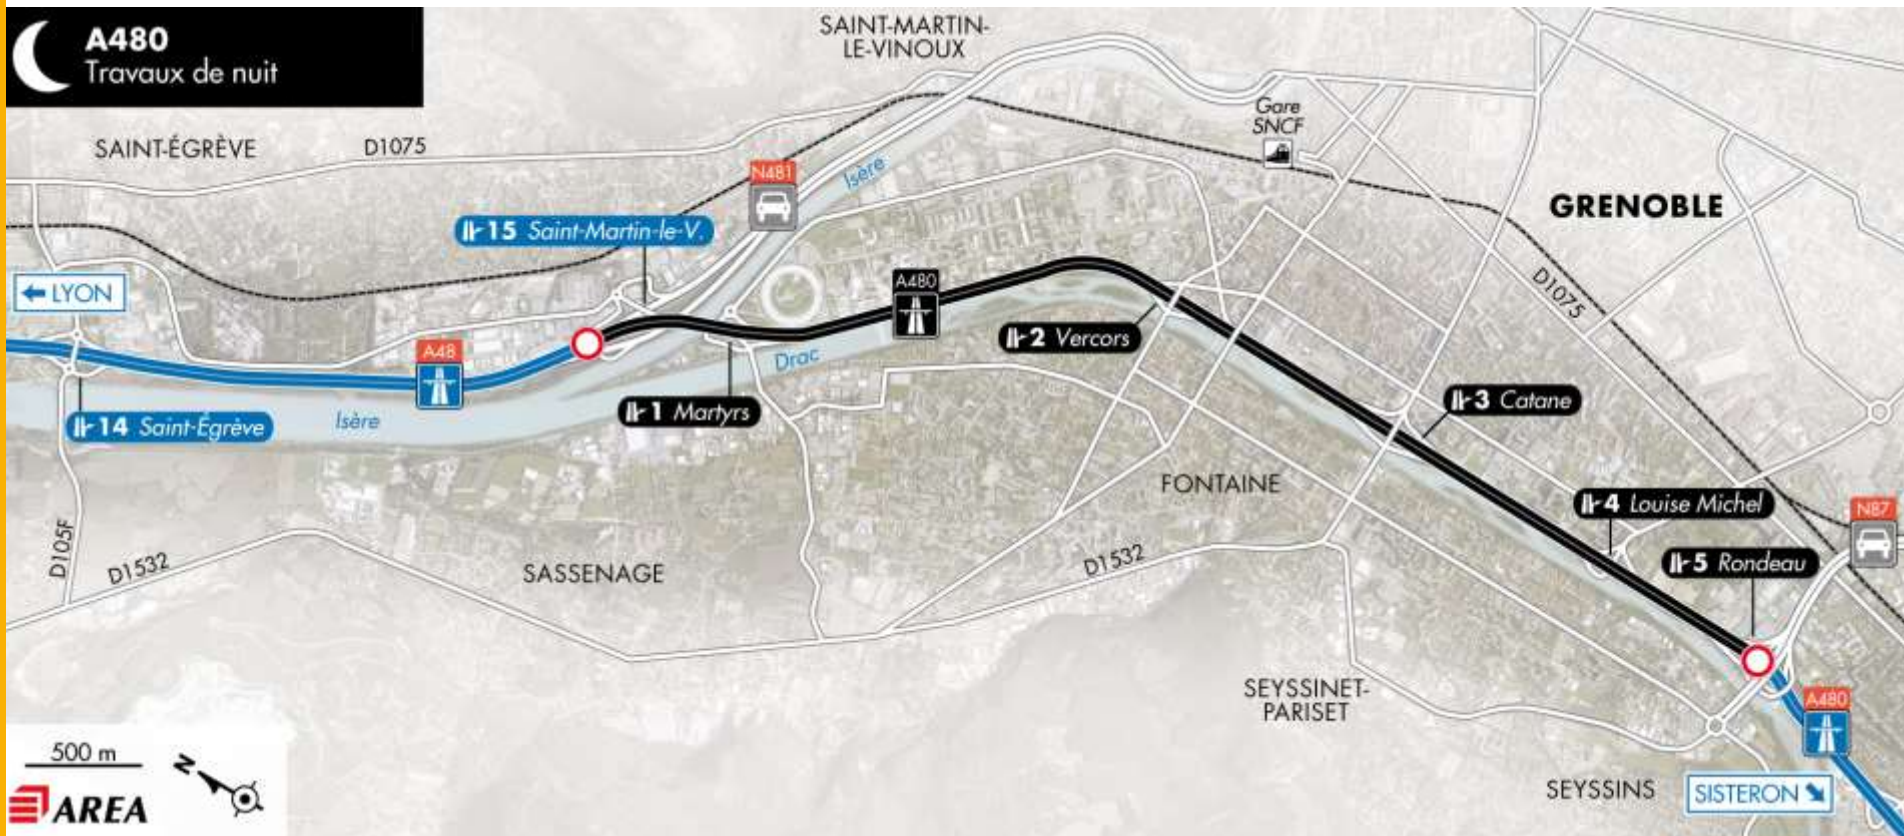 A480
Travaux de nuit
SAINT-MARTIN-
LE-VINOUX
SAINT-ÉGRÈVE
D1075
Gare
SNCF
N481
Isère
GRENOBLE
15 Saint-Martin-le-V.
LYON
A480
D1075
A48
2 Vercors
Drac
1 Martyrs
3 Catane
14 Saint-Égrève
Isère
FONTAINE
4 Louise Michel
N87
D105F
D1532
SASSENAGE
D1532
5 Rondeau
SEYSSINET-
PARISET
A480
500 m
N
AREA
SEYSSINS
SISTERON